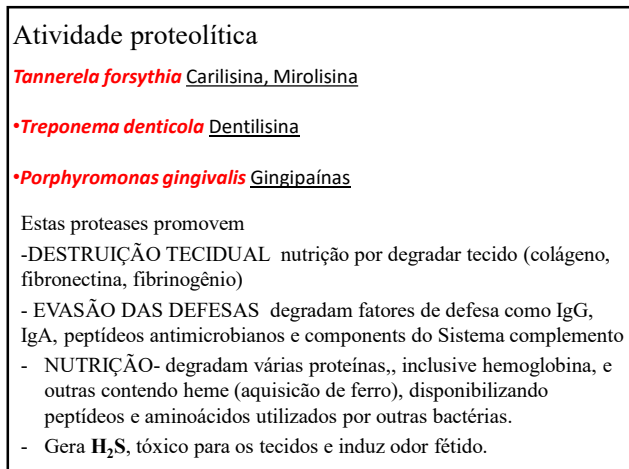 Atividade proteolítica
Tannerela forsythia Carilisina, Mirolisina
•Treponema denticola Dentilisina
•Porphyromonas gingivalis Gingipaínas
Estas proteases promovem
-DESTRUIÇÃO TECIDUAL nutrição por degradar tecido (colágeno,
fibronectina, fibrinogênio)
- EVASÃO DAS DEFESAS degradam fatores de defesa como IgG,
IgA, peptídeos antimicrobianos e components do Sistema complemento
- NUTRIÇÃO- degradam várias proteínas,, inclusive hemoglobina, e
outras contendo heme (aquisicão de ferro), disponibilizando
peptídeos e aminoácidos utilizados por outras bactérias.
- Gera H₂S, tóxico para os tecidos e induz odor fétido.